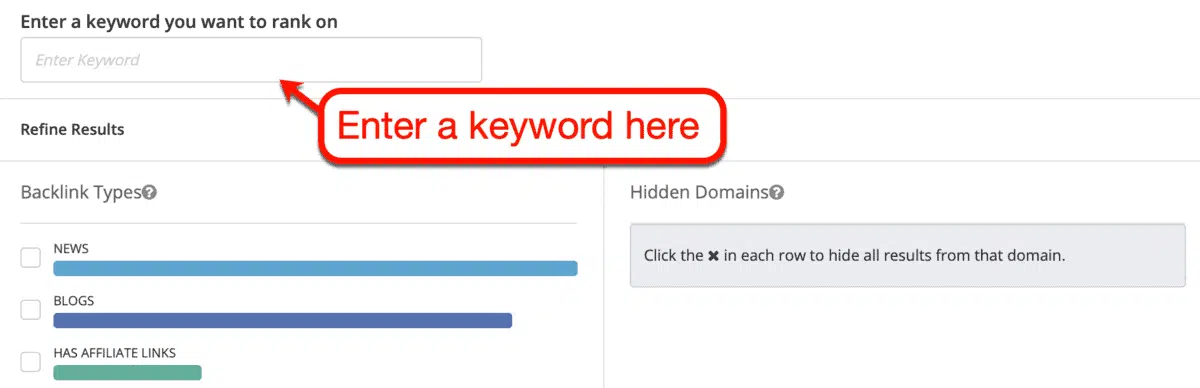 Enter a keyword you want to rank on
Enter Keyword
Enter a keyword here
Refine Results
Backlink Types?
Hidden Domains?
NEWS
Click the ✖ in each row to hide all results from that domain.
BLOGS
HAS AFFILIATE LINKS